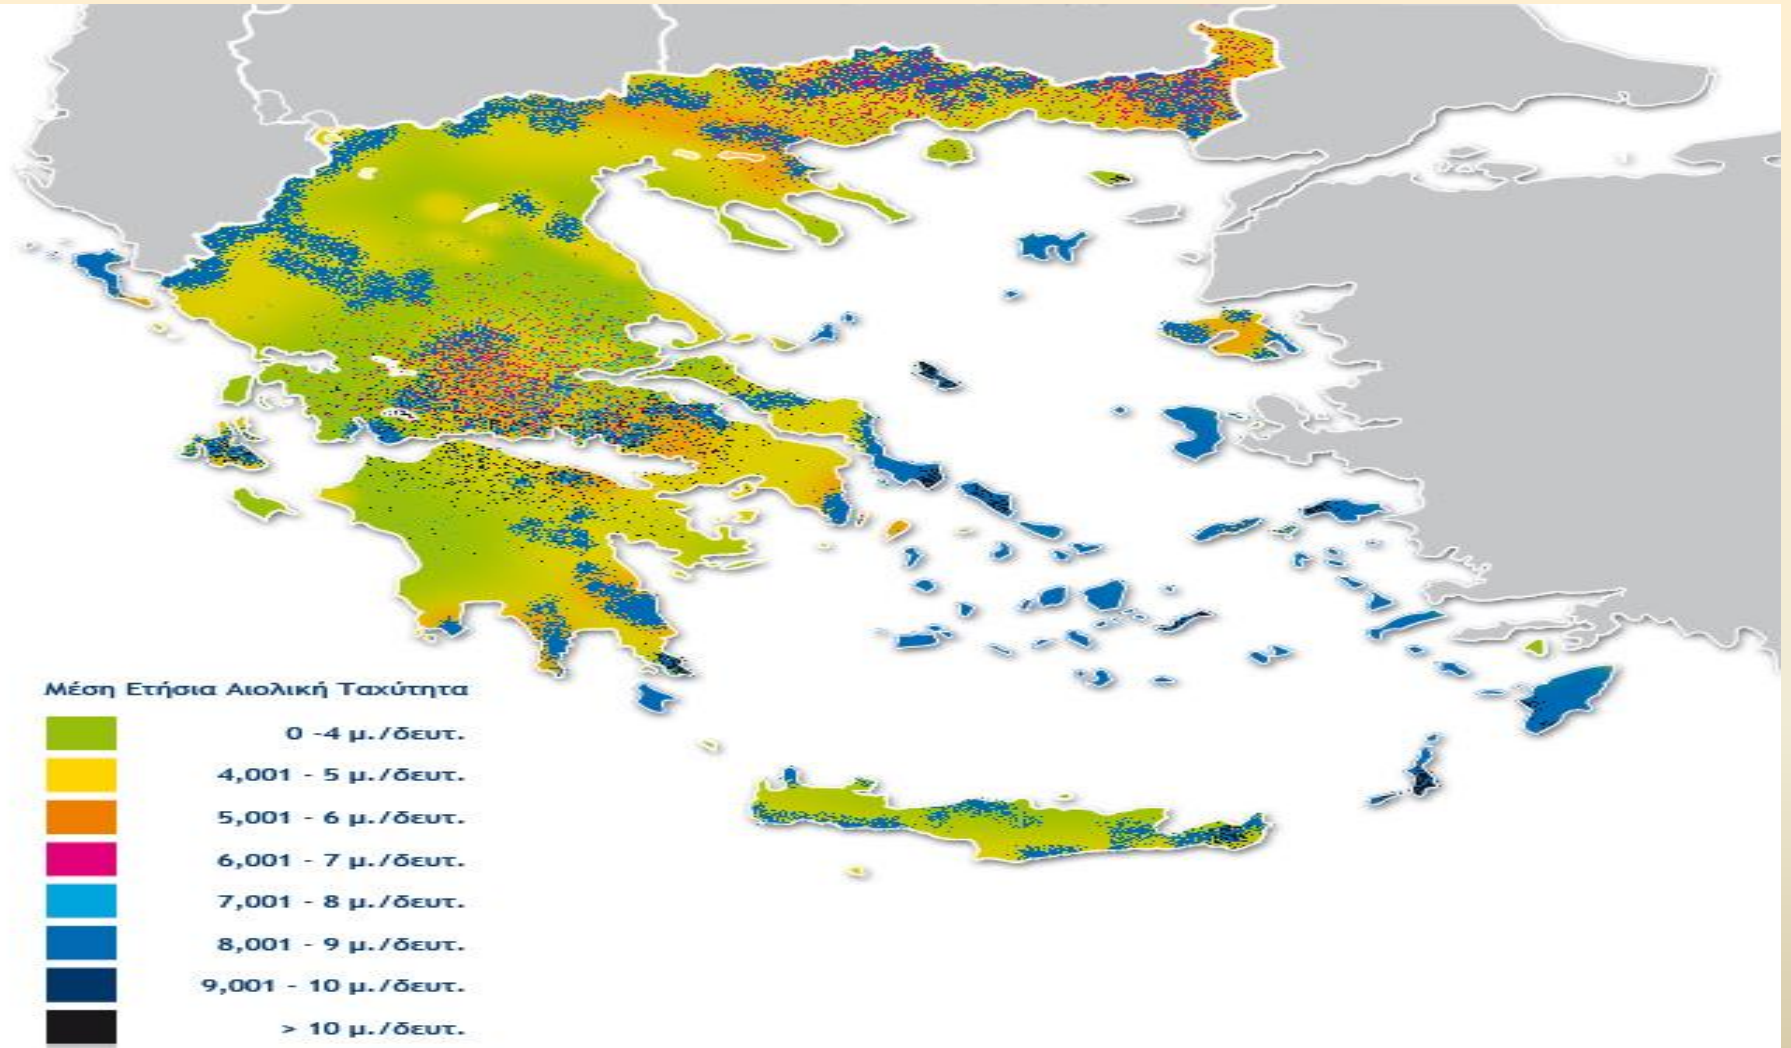 Μέση Ετήσια Αιολική Ταχύτητα
0 -4 μ./δευτ.
4,001 - 5 μ./δευτ.
5,001 - 6 μ./δευτ.
6,001 - 7 μ./δευτ.
7,001 - 8 μ./δευτ.
8,001 - 9 μ./δευτ.
9,001 - 10 μ./δευτ.
> 10 μ./δευτ.